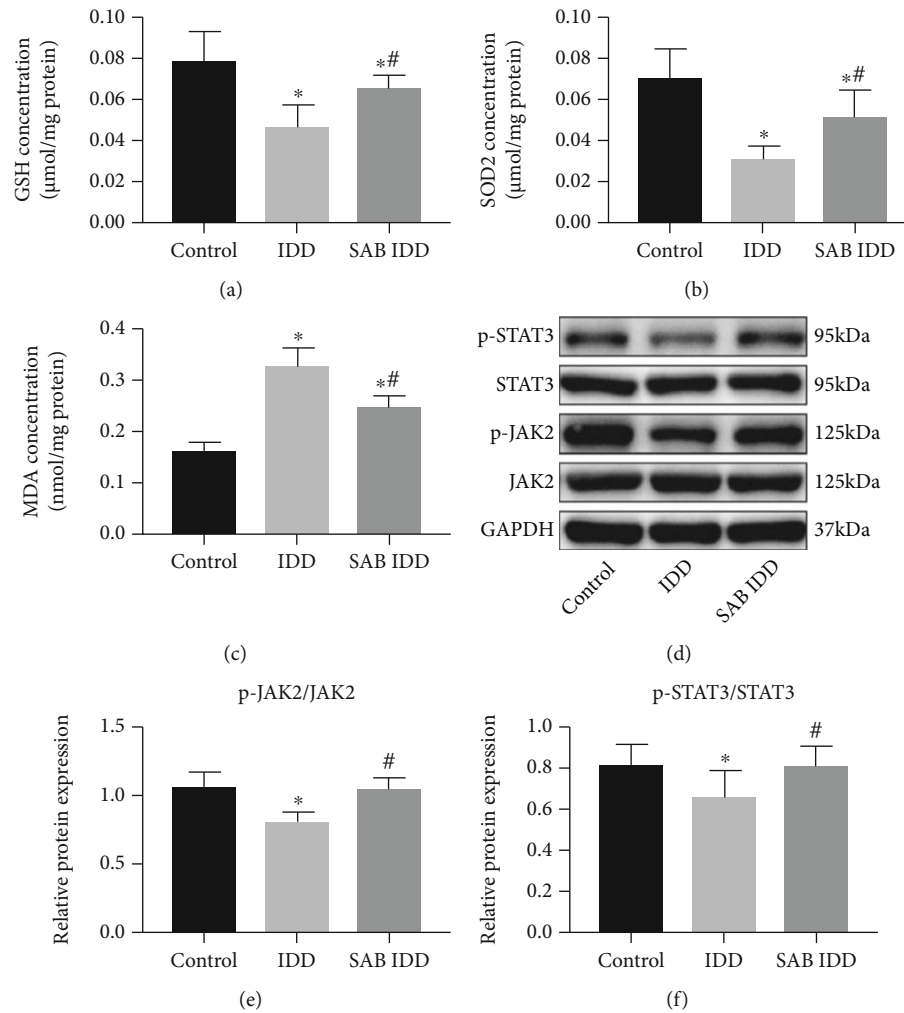 GSH concentration
(μmol/mg protein)
0.10
0.08
0.06
0.04
0.02
0.00
*
*#
Control IDD SAB IDD
(a)
SOD2 concentration
(μmol/mg protein)
0.10
0.08
0.06
0.04
0.02
0.00
*
*#
Control IDD SAB IDD
(b)
MDA concentration
(nmol/mg protein)
0.4
0.3
0.2
0.1
0.0
*
*#
Control IDD SAB IDD
(c)
p-STAT3 95kDa
STAT3 95kDa
p-JAK2 125kDa
JAK2 125kDa
GAPDH 37kDa
Control IDD SAB IDD
(d)
p-JAK2/JAK2
Relative protein expression
1.5
1.0
0.5
0.0
*
#
Control IDD SAB IDD
(e)
p-STAT3/STAT3
Relative protein expression
1.0
0.8
0.6
0.4
0.2
0.0
*
#
Control IDD SAB IDD
(f)